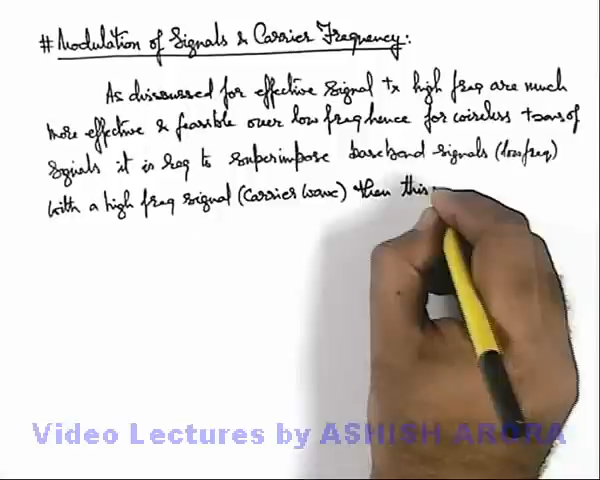 # Modulation of Signals & Carrier Frequency:
As discussed for effective signal tx high freq are much
more effective & feasible over low freq hence for wireless trans of
signals it is req to superimpose baseband signals (low freq)
with a high freq signal (carrier wave) then this
Video Lectures by ASHISH ARORA